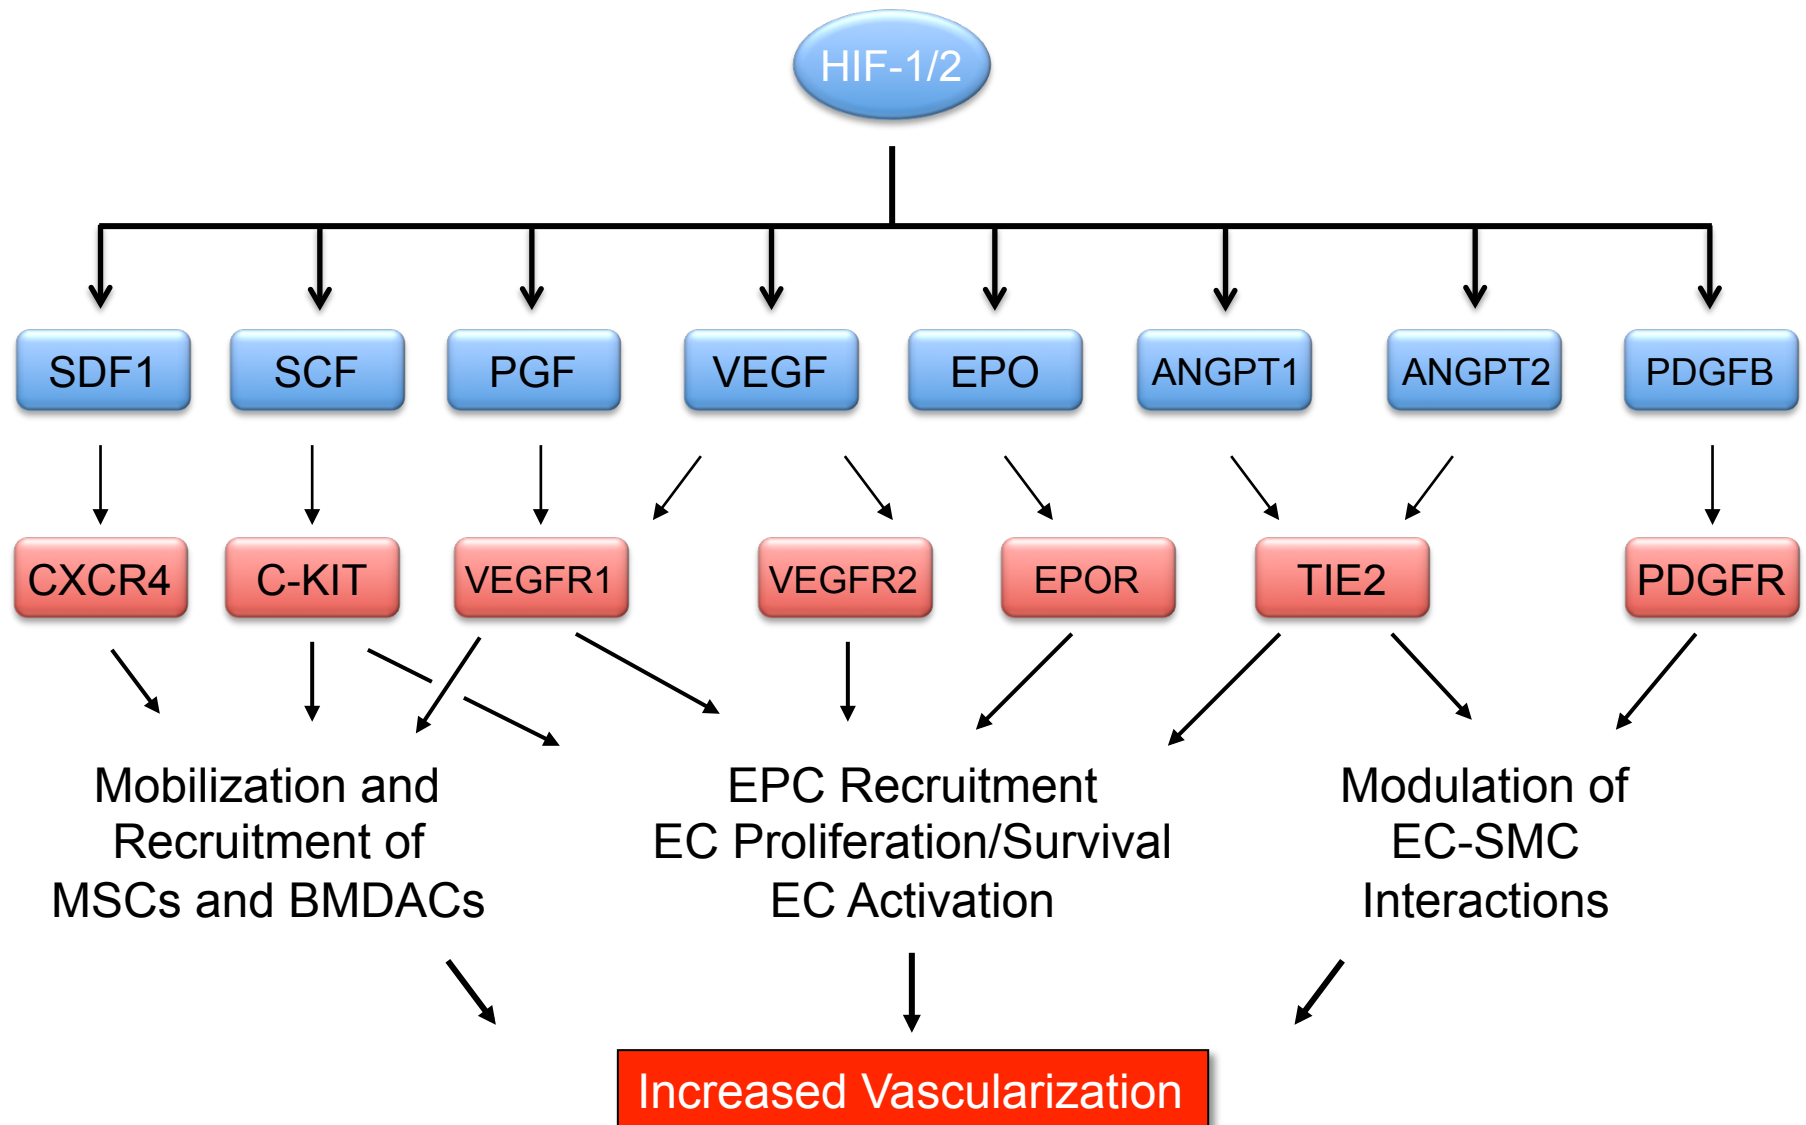 HIF-1/2
SDF1
SCF
PGF
VEGF
EPO
ANGPT1
ANGPT2
PDGFB
CXCR4
C-KIT
VEGFR1
VEGFR2
EPOR
TIE2
PDGFR
Mobilization and
Recruitment of
MSCs and BMDACs
EPC Recruitment
EC Proliferation/Survival
EC Activation
Modulation of
EC-SMC
Interactions
Increased Vascularization